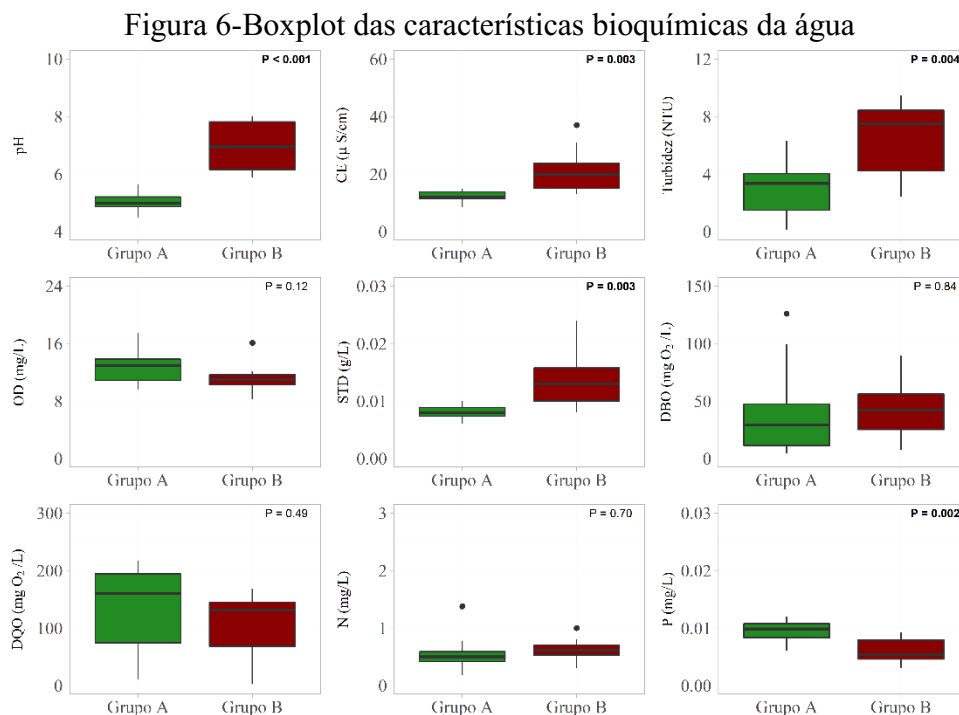 Figura 6-Boxplot das características bioquímicas da água
10
8
6
4
pH
P < 0.001
Grupo A Grupo B
60
40
20
0
CE (µ S/cm)
P = 0.003
Grupo A Grupo B
12
8
4
0
Turbidez (NTU)
P = 0.004
Grupo A Grupo B
24
16
8
0
OD (mg/L)
P = 0.12
Grupo A Grupo B
0.03
0.02
0.01
0.00
STD (g/L)
P = 0.003
Grupo A Grupo B
150
100
50
0
DBO (mg O₂ /L)
P = 0.84
Grupo A Grupo B
300
200
100
0
DQO (mg O₂ /L)
P = 0.49
Grupo A Grupo B
3
2
1
0
N (mg/L)
P = 0.70
Grupo A Grupo B
0.03
0.02
0.01
0.00
P (mg/L)
P = 0.002
Grupo A Grupo B